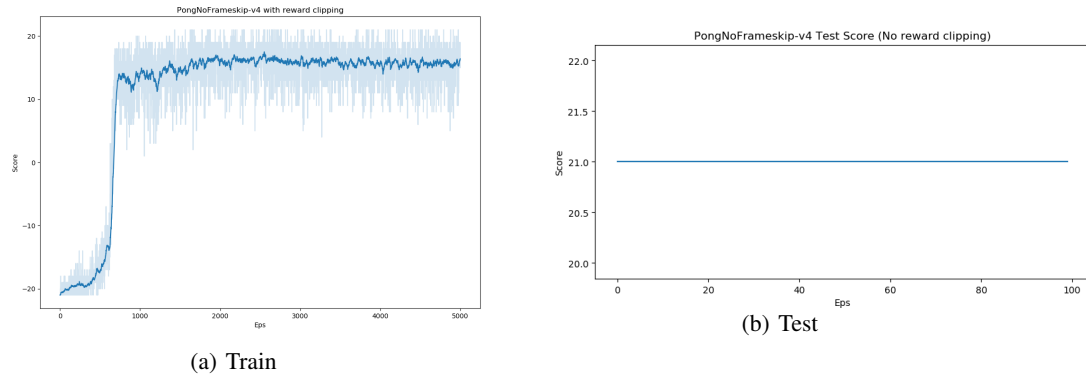 PongNoFrameskip-v4 with reward clipping
20
10
0
−10
−20
Score
0
1000
2000
3000
4000
5000
Eps
(a) Train
PongNoFrameskip-v4 Test Score (No reward clipping)
22.0
21.5
21.0
20.5
20.0
Score
0
20
40
60
80
100
Eps
(b) Test